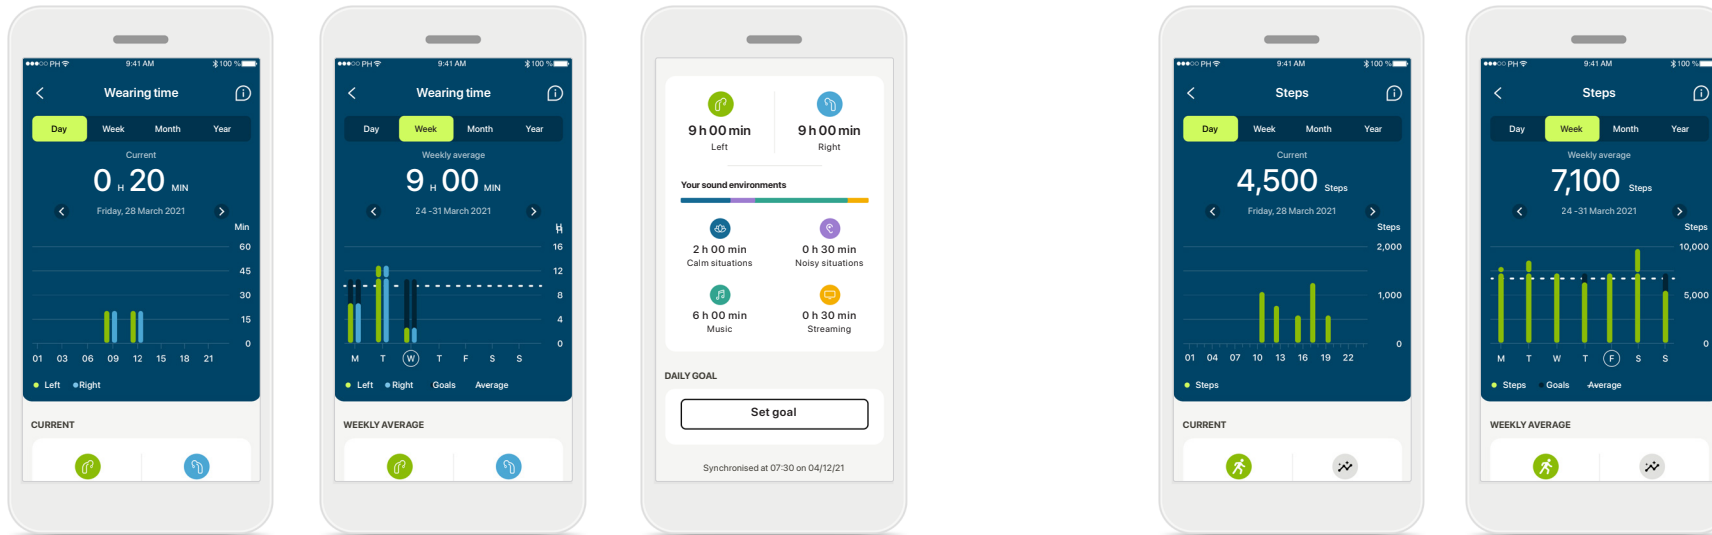 PH 9:41 AM 100 %
Wearing time
Day Week Month Year
Current
0 H 20 MIN
Friday, 28 March 2021
Min
60
45
30
15
0
01 03 06 09 12 15 18 21
Left Right
CURRENT
PH 9:41 AM 100 %
Wearing time
Day Week Month Year
Weekly average
9 H 00 MIN
24 -31 March 2021
H
16
12
8
4
0
M T W T F S S
Left Right Goals Average
WEEKLY AVERAGE
9 h 00 min 9 h 00 min
Left Right
Your sound environments
2 h 00 min 0 h 30 min
Calm situations Noisy situations
6 h 00 min 0 h 30 min
Music Streaming
DAILY GOAL
Set goal
Synchronised at 07:30 on 04/12/21
PH 9:41 AM 100 %
Steps
Day Week Month Year
Current
4,500 Steps
Friday, 28 March 2021
Steps
2,000
1,000
0
01 04 07 10 13 16 19 22
Steps
CURRENT
PH 9:41 AM 100 %
Steps
Day Week Month Year
Weekly average
7,100 Steps
24 -31 March 2021
Steps
10,000
5,000
0
M T W T F S S
Steps Goals Average
WEEKLY AVERAGE